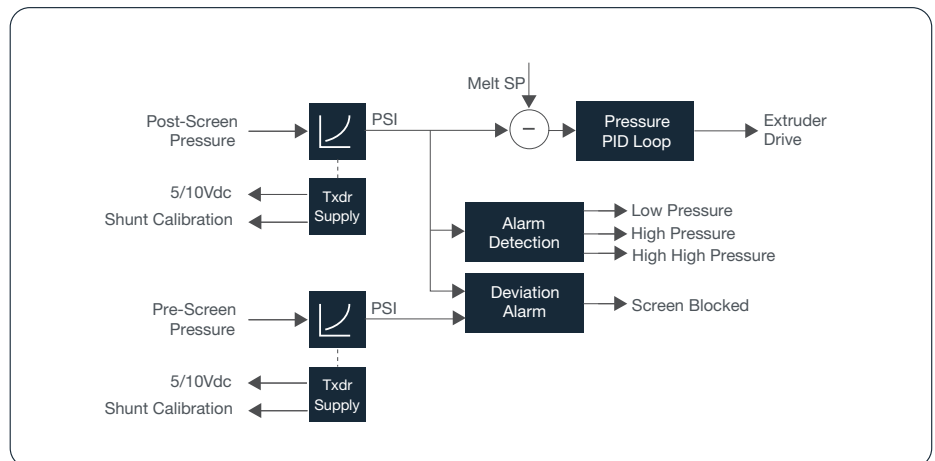 Melt SP
Post-Screen
Pressure
PSI
−
Pressure
PID Loop
Extruder
Drive
5/10Vdc
Shunt Calibration
Txdr
Supply
Alarm
Detection
Low Pressure
High Pressure
High High Pressure
Pre-Screen
Pressure
PSI
Deviation
Alarm
Screen Blocked
5/10Vdc
Shunt Calibration
Txdr
Supply